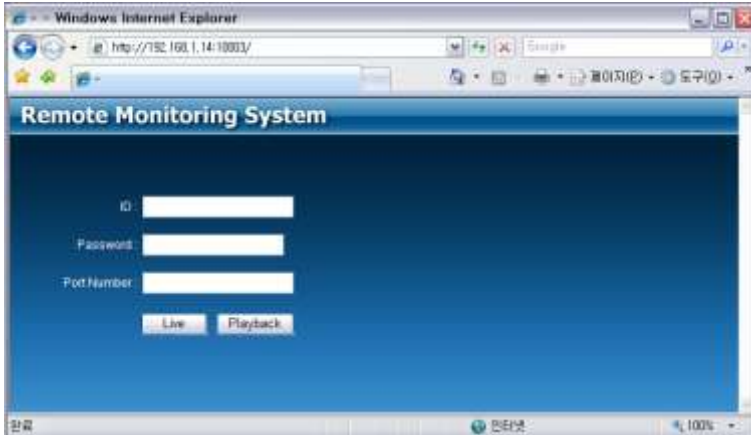 - - Windows Internet Explorer
http://192.168.1.14:10003/
Google
페이지(P)
도구(O)
Remote Monitoring System
ID
Password
Port Number
Live
Playback
완료
인터넷
100%